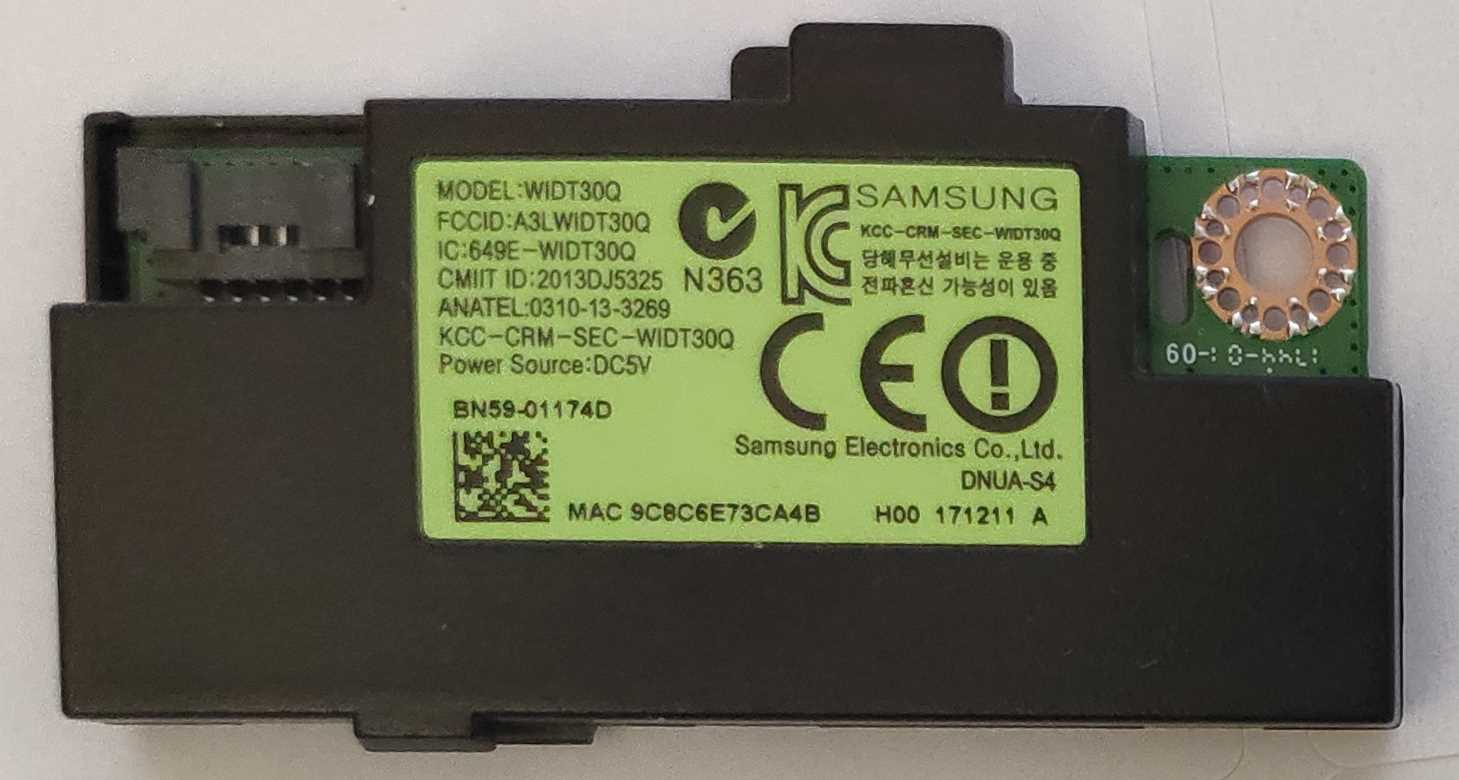 MODEL:WIDT30Q
FCCID:A3LWIDT30Q
IC:649E-WIDT30Q
CMIIT ID:2013DJ5325
ANATEL:0310-13-3269
KCC-CRM-SEC-WIDT30Q
Power Source:DC5V
N363
SAMSUNG
KCC-CRM-SEC-WIDT30Q
당해무선설비는 운용 중
전파혼신 가능성이 있음
CE
Samsung Electronics Co.,Ltd.
DNUA-S4
BN59-01174D
MAC 9C8C6E73CA4B
H00 171211 A